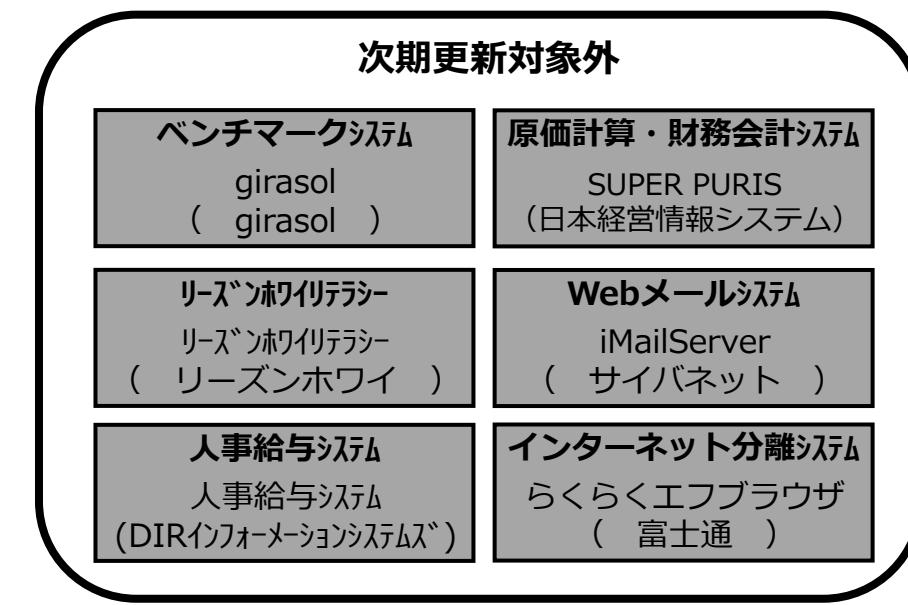 次期更新対象外
ベンチマークｼｽﾃﾑ
girasol
（　girasol　）
原価計算・財務会計ｼｽﾃﾑ
SUPER PURIS
（日本経営情報システム）
ﾘｰｽﾞﾝﾎﾜｲﾘﾃﾗｼｰ
ﾘｰｽﾞﾝﾎﾜｲﾘﾃﾗｼｰ
（　リーズンホワイ　）
Webメールｼｽﾃﾑ
iMailServer
（　サイバネット　）
人事給与ｼｽﾃﾑ
人事給与ｼｽﾃﾑ
(DIRｲﾝﾌｫｰﾒｰｼｮﾝｼｽﾃﾑｽﾞ)
インターネット分離ｼｽﾃﾑ
らくらくエフブラウザ
（　富士通　）